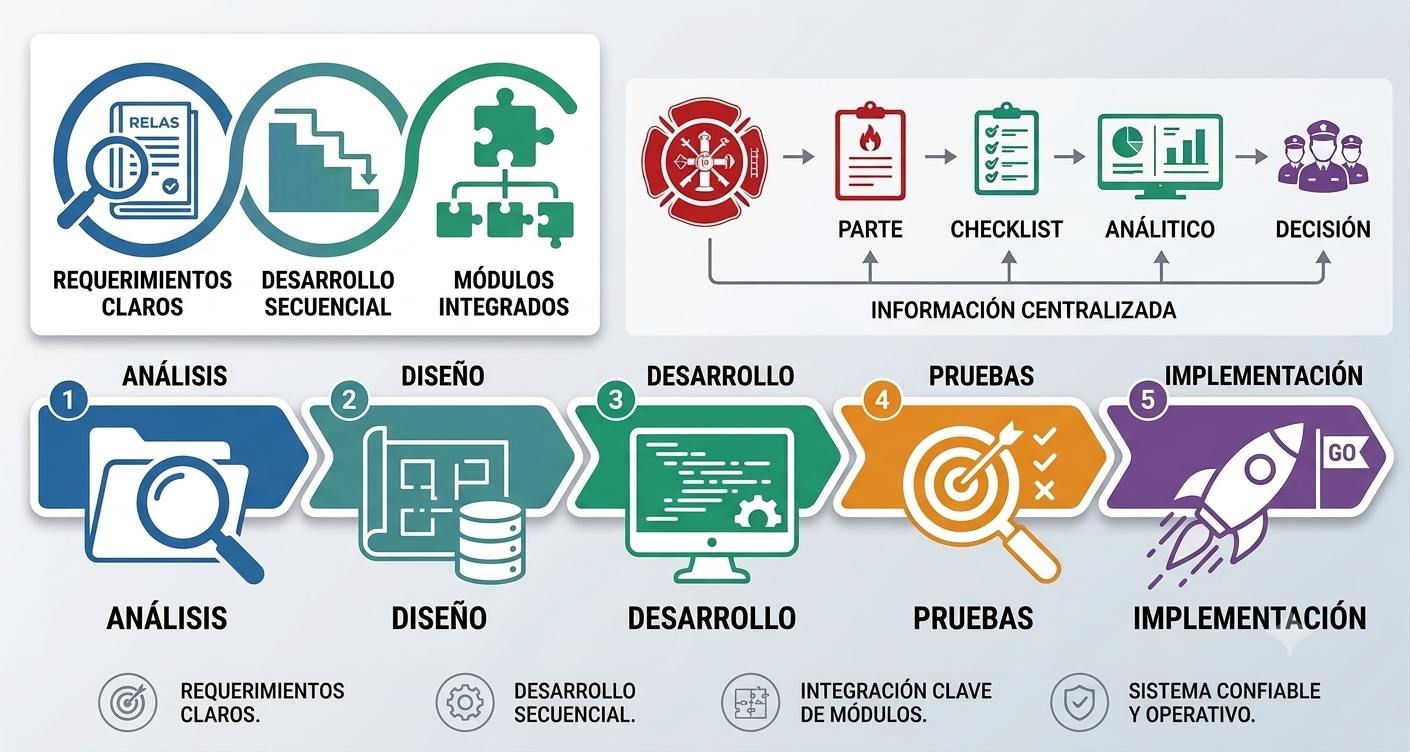 RELAS
REQUERIMIENTOS
CLAROS
DESARROLLO
SECUENCIAL
MÓDULOS
INTEGRADOS
PARTE
CHECKLIST
ANÁLITICO
DECISIÓN
INFORMACIÓN CENTRALIZADA
ANÁLISIS
DISEÑO
DESARROLLO
PRUEBAS
IMPLEMENTACIÓN
1
2
3
4
5
GO
ANÁLISIS
DISEÑO
DESARROLLO
PRUEBAS
IMPLEMENTACIÓN
REQUERIMIENTOS
CLAROS.
DESARROLLO
SECUENCIAL.
INTEGRACIÓN CLAVE
DE MÓDULOS.
SISTEMA CONFIABLE
Y OPERATIVO.